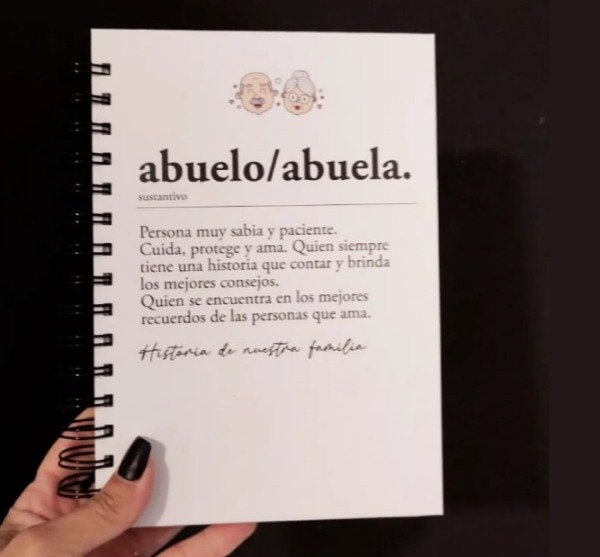 abuelo/abuela.
sustantivo
Persona muy sabia y paciente.
Cuida, protege y ama. Quien siempre
tiene una historia que contar y brinda
los mejores consejos.
Quien se encuentra en los mejores
recuerdos de las personas que ama.
Historia de nuestra familia